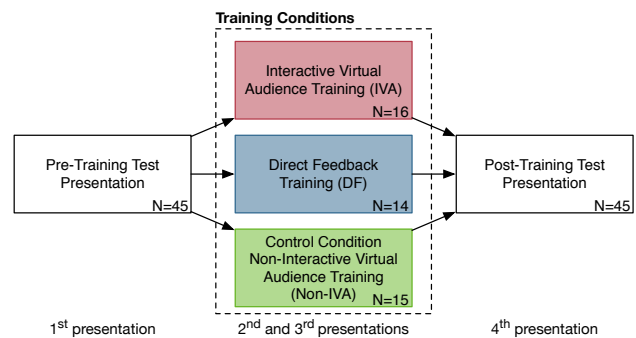 Training Conditions
Interactive Virtual
Audience Training (IVA)
N=16
Pre-Training Test
Presentation
N=45
Direct Feedback
Training (DF)
N=14
Post-Training Test
Presentation
N=45
Control Condition
Non-Interactive Virtual
Audience Training
(Non-IVA)
N=15
1st presentation
2nd and 3rd presentations
4th presentation